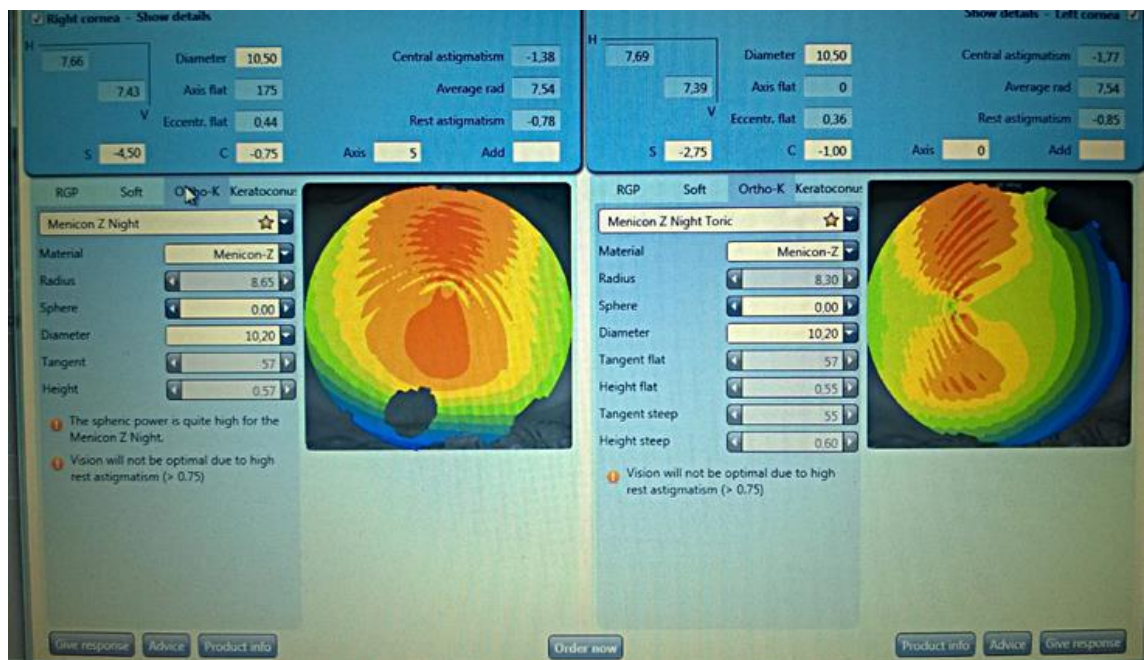 Right cornea - Show details
H
7,66
7,43
V
Diameter 10,50
Axis flat 175
Eccentr. flat 0,44
Central astigmatism -1,38
Average rad 7,54
Rest astigmatism -0,78
S -4,50 C -0,75 Axis 5 Add
Show details - Left cornea
H
7,69
7,39
V
Diameter 10,50
Axis flat 0
Eccentr. flat 0,36
Central astigmatism -1,77
Average rad 7,54
Rest astigmatism -0,85
S -2,75 C -1,00 Axis 0 Add
RGP Soft Ortho-K Keratoconus
Menicon Z Night
Material Menicon-Z
Radius 8.65
Sphere 0,00
Diameter 10,20
Tangent 57
Height 0.57
The spheric power is quite high for the
Menicon Z Night.
Vision will not be optimal due to high
rest astigmatism (> 0.75)
RGP Soft Ortho-K Keratoconus
Menicon Z Night Toric
Material Menicon-Z
Radius 8.30
Sphere 0,00
Diameter 10,20
Tangent flat 57
Height flat 0.55
Tangent steep 55
Height steep 0.60
Vision will not be optimal due to high
rest astigmatism (> 0.75)
Give response Advice Product info
Order now
Product info Advice Give response